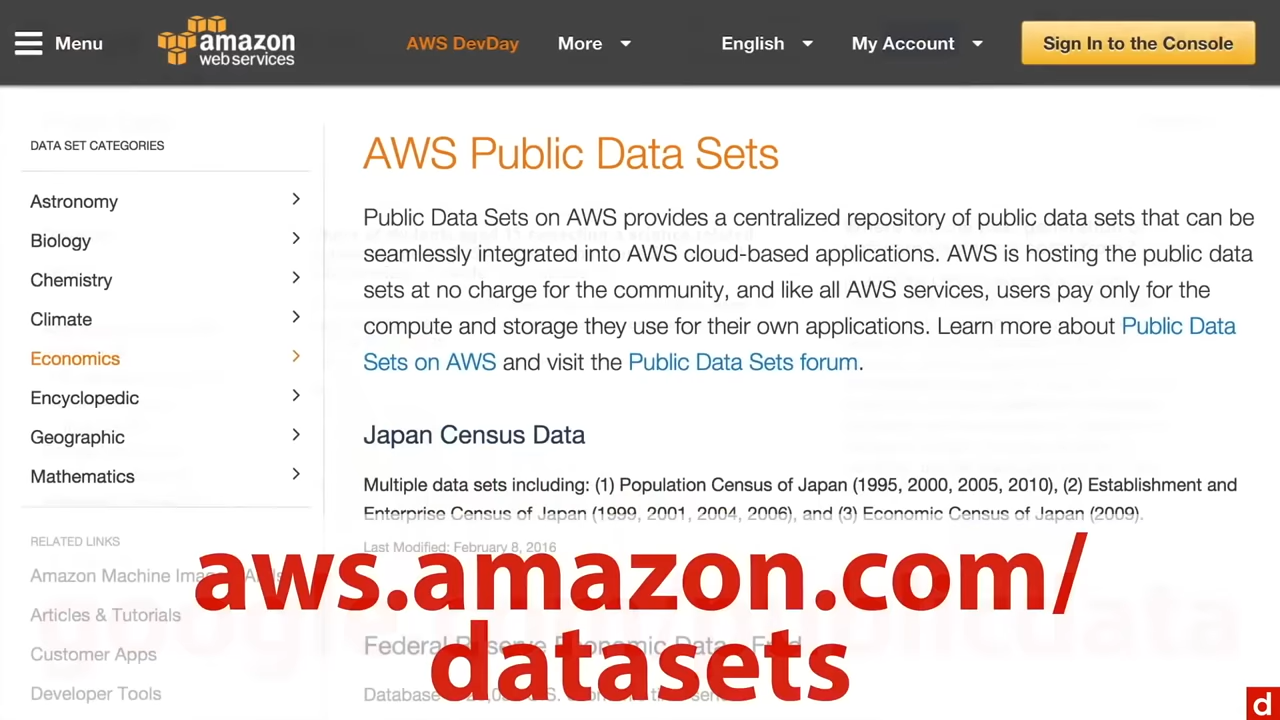 Menu
amazon
web services
AWS DevDay
More
English
My Account
Sign In to the Console
DATA SET CATEGORIES
Astronomy
Biology
Chemistry
Climate
Economics
Encyclopedic
Geographic
Mathematics
RELATED LINKS
Amazon Machine
Articles & Tutorials
Customer Apps
Developer Tools
AWS Public Data Sets
Public Data Sets on AWS provides a centralized repository of public data sets that can be
seamlessly integrated into AWS cloud-based applications. AWS is hosting the public data
sets at no charge for the community, and like all AWS services, users pay only for the
compute and storage they use for their own applications. Learn more about Public Data
Sets on AWS and visit the Public Data Sets forum.
Japan Census Data
Multiple data sets including: (1) Population Census of Japan (1995, 2000, 2005, 2010), (2) Establishment and
Enterprise Census of Japan (1999, 2001, 2004, 2006), and (3) Economic Census of Japan (2009).
Last Modified: February 8, 2016
Federal Reserve Economic Data - Fred
aws.amazon.com/
datasets
Database
d